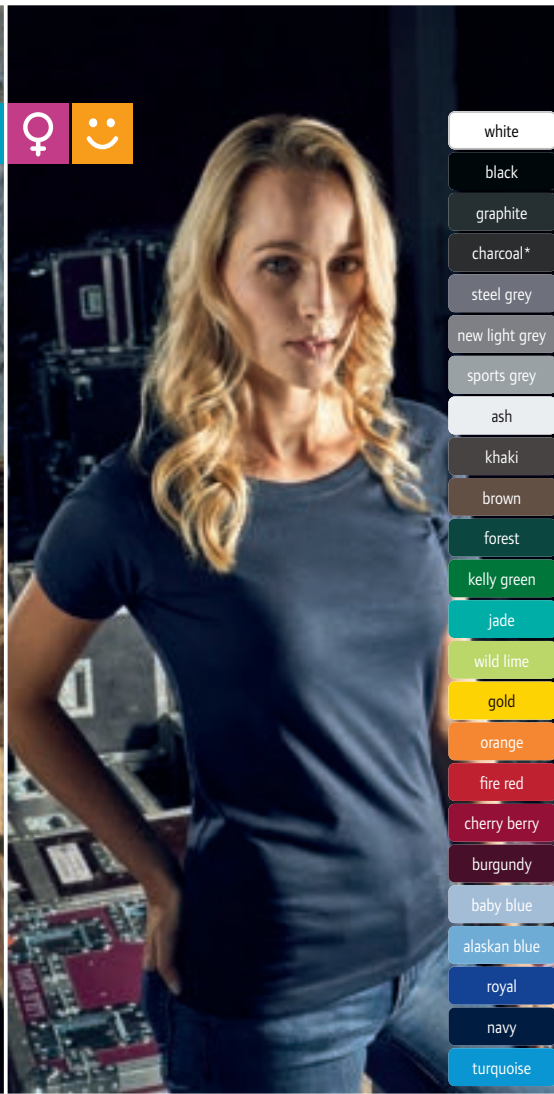 white
black
graphite
charcoal*
steel grey
new light grey
sports grey
ash
khaki
brown
forest
kelly green
jade
wild lime
gold
orange
fire red
cherry berry
burgundy
baby blue
alaskan blue
royal
navy
turquoise